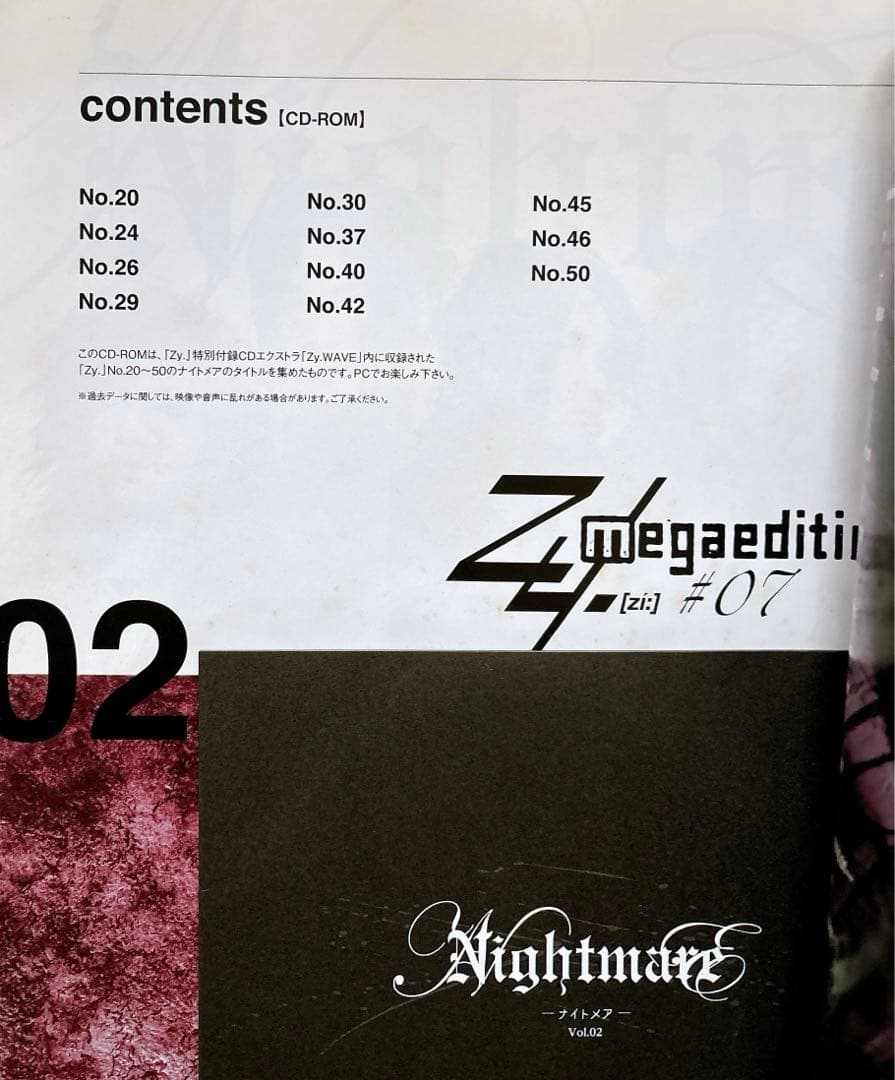 contents【CD-ROM】
No.20
No.24
No.26
No.29
No.30
No.37
No.40
No.42
No.45
No.46
No.50
このCD-ROMは、『Zy.』特別付録CDエクストラ「Zy.WAVE」内に収録された
「Zy.」No.20〜50のナイトメアのタイトルを集めたものです。PCでお楽しみ下さい。
※過去データに関しては、映像や音声に乱れがある場合があります。ご了承ください。
Zy. megaediti
[zi:] #07
02
Nightmare
—ナイトメア—
Vol.02